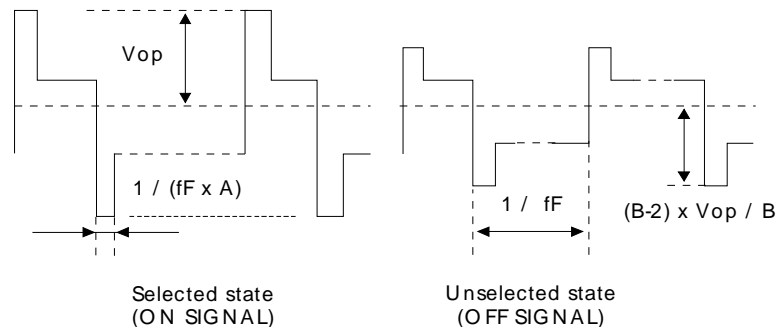 Vop
1 / (fF x A)
1 / fF
(B-2) x Vop / B
Selected state
(ON SIGNAL)
Unselected state
(OFF SIGNAL)